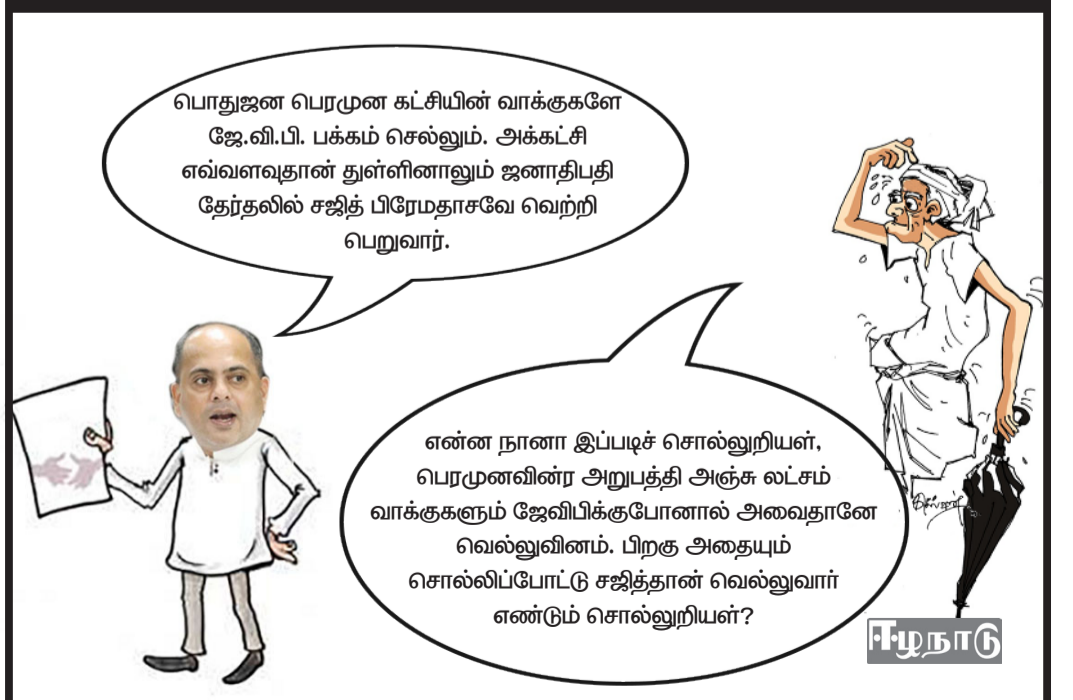 பொதுஜன பெரமுன கட்சியின் வாக்குகளே
ஜே.வி.பி. பக்கம் செல்லும். அக்கட்சி
எவ்வளவுதான் துள்ளினாலும் ஜனாதிபதி
தேர்தலில் சஜித் பிரேமதாசவே வெற்றி
பெறுவார்.
என்ன நானா இப்படிச் சொல்லுறியள்,
பெரமுனவின்ர அறுபத்தி அஞ்சு லட்சம்
வாக்குகளும் ஜேவிபிக்குபோனால் அவைதானே
வெல்லுவினம். பிறகு அதையும்
சொல்லிப்போட்டு சஜித்தான் வெல்லுவார்
எண்டும் சொல்லுறியள்?
ஈழநாடு